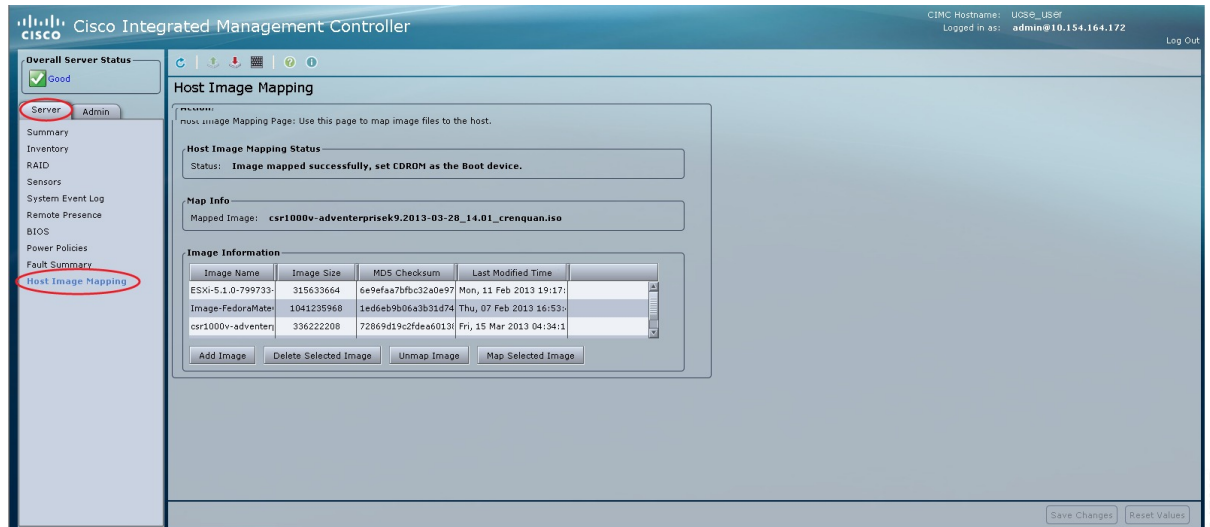 CISCO
Cisco Integrated Management Controller
CIMC Hostname: ucse_user
Logged in as: admin@10.154.164.172
Log Out
Overall Server Status
Good
Server
Admin
Summary
Inventory
RAID
Sensors
System Event Log
Remote Presence
BIOS
Power Policies
Fault Summary
Host Image Mapping
Host Image Mapping
Action:
Host Image Mapping Page: Use this page to map image files to the host.
Host Image Mapping Status
Status: Image mapped successfully, set CDROM as the Boot device.
Map Info
Mapped Image: csr1000v-adventerprisek9.2013-03-28_14.01_crenquan.iso
Image Information
Image Name Image Size MD5 Checksum Last Modified Time
ESXi-5.1.0-799733- 315633664 6e9efaa7bfbc32a0e97 Mon, 11 Feb 2013 19:17:
Image-FedoraMate 1041235968 1ed6eb9b06a3b31d74 Thu, 07 Feb 2013 16:53:
csr1000v-adventer 336222208 72869d19c2fdea6013 Fri, 15 Mar 2013 04:34:1
Add Image Delete Selected Image Unmap Image Map Selected Image
Save Changes Reset Values